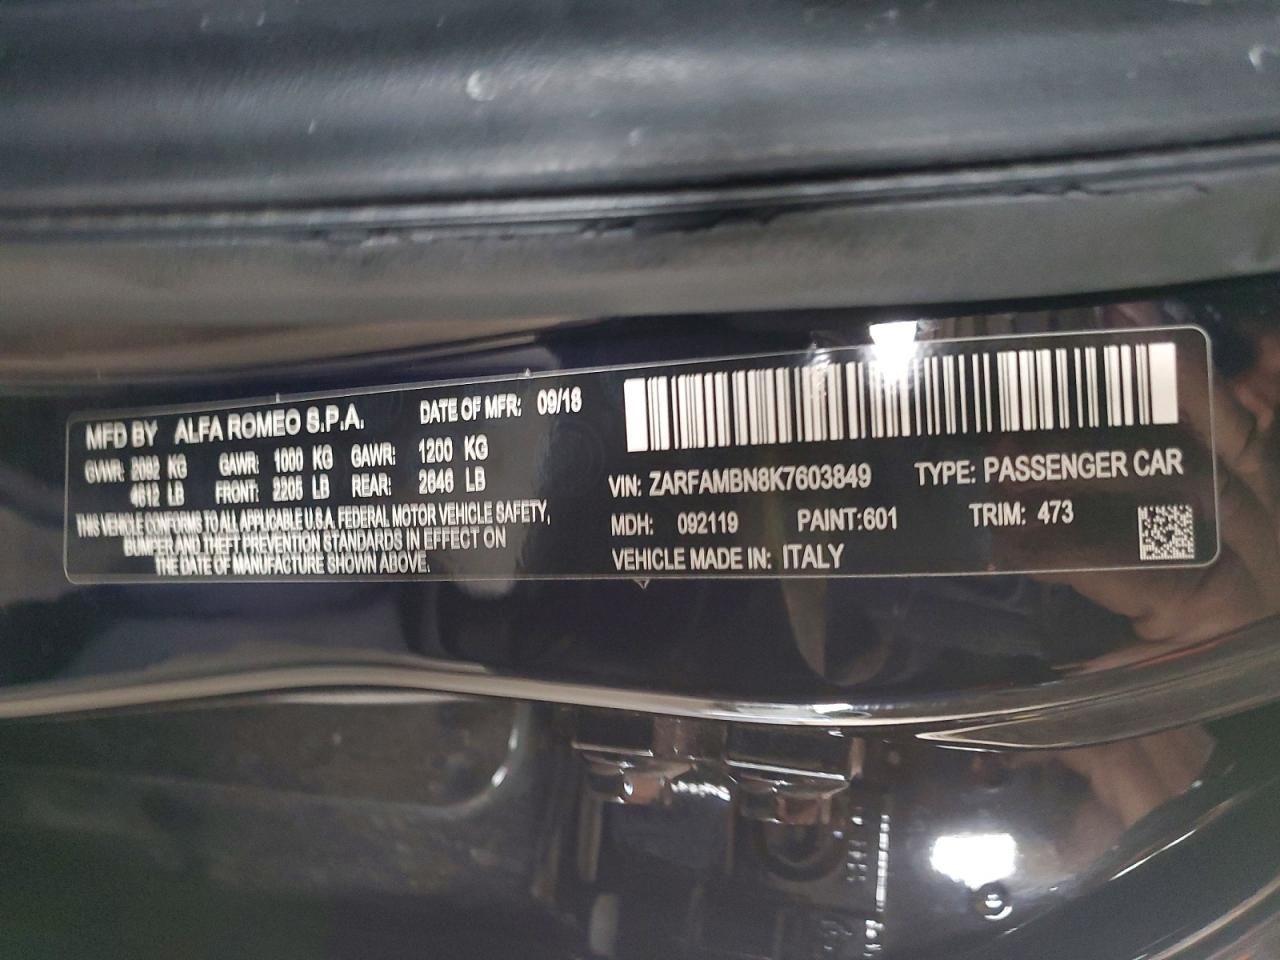 MFD BY ALFA ROMEO S.P.A. DATE OF MFR: 09/18
GVWR: 2092 KG GAWR: 1000 KG GAWR: 1200 KG
4612 LB FRONT: 2205 LB REAR: 2646 LB
THIS VEHICLE CONFORMS TO ALL APPLICABLE U.S.A. FEDERAL MOTOR VEHICLE SAFETY,
BUMPER AND THEFT PREVENTION STANDARDS IN EFFECT ON
THE DATE OF MANUFACTURE SHOWN ABOVE.
VIN: ZARFAMBN8K7603849 TYPE: PASSENGER CAR
MDH: 092119 PAINT:601 TRIM: 473
VEHICLE MADE IN: ITALY